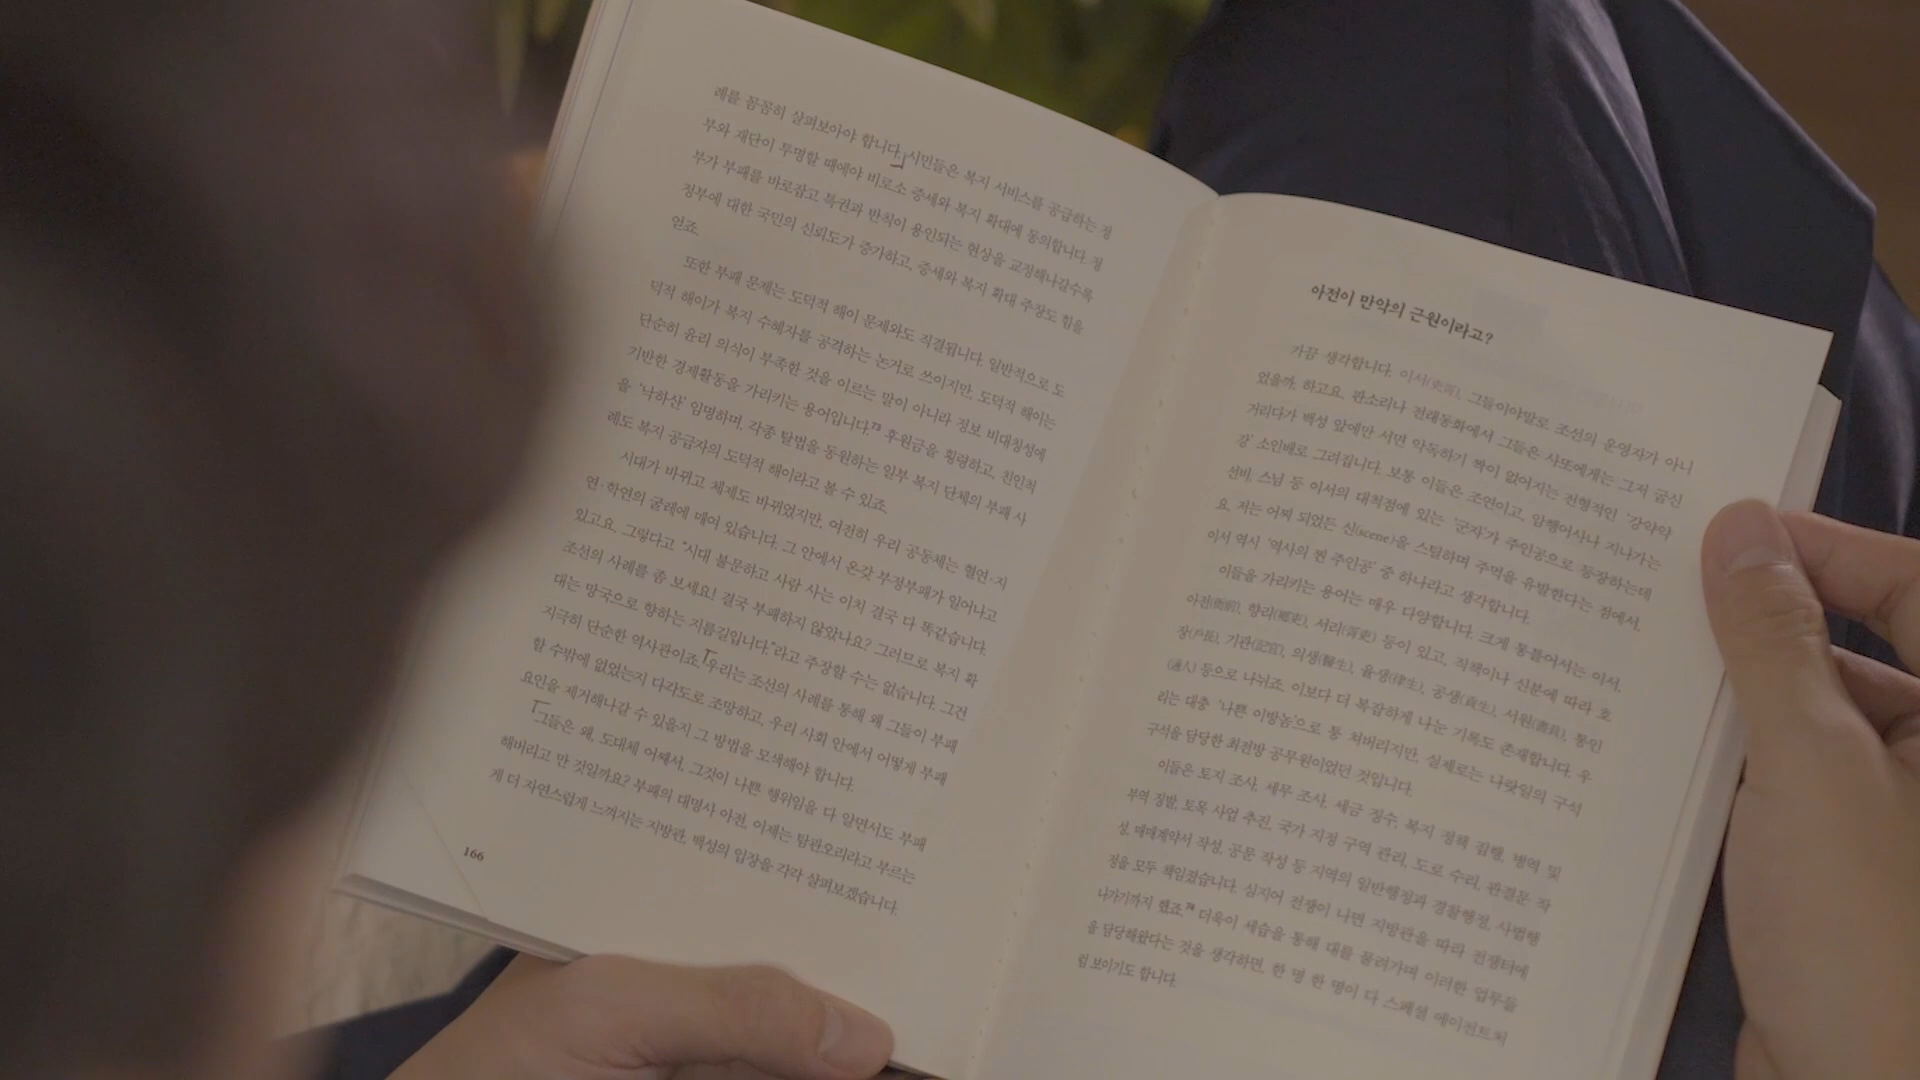 례를 꼼꼼히 살펴보아야 합니다.」시민들은 복지 서비스를 공급하는 정
부와 재단이 투명할 때에야 비로소 증세와 복지 확대에 동의합니다. 정
부가 부패를 바로잡고 특권과 반칙이 용인되는 현상을 교정해나갈수록
정부에 대한 국민의 신뢰도가 증가하고, 증세와 복지 확대 주장도 힘을
얻죠.
또한 부패 문제는 도덕적 해이 문제와도 직결됩니다. 일반적으로 도
덕적 해이가 복지 수혜자를 공격하는 논거로 쓰이지만, 도덕적 해이는
단순히 윤리 의식이 부족한 것을 이르는 말이 아니라 정보 비대칭성에
기반한 경제활동을 가리키는 용어입니다.73 후원금을 횡령하고, 친인척
을 ‘낙하산’ 임명하며, 각종 탈법을 동원하는 일부 복지 단체의 부패 사
례도 복지 공급자의 도덕적 해이라고 볼 수 있죠.
시대가 바뀌고 체제도 바뀌었지만, 여전히 우리 공동체는 혈연·지
연·학연의 굴레에 매여 있습니다. 그 안에서 온갖 부정부패가 일어나고
있고요. 그렇다고 “시대 불문하고 사람 사는 이치 결국 다 똑같습니다.
조선의 사례를 좀 보세요! 결국 부패하지 않았나요? 그러므로 복지 확
대는 망국으로 향하는 지름길입니다.”라고 주장할 수는 없습니다. 그건
지극히 단순한 역사관이죠.「우리는 조선의 사례를 통해 왜 그들이 부패
할 수밖에 없었는지 다각도로 조망하고, 우리 사회 안에서 어떻게 부패
요인을 제거해나갈 수 있을지 그 방법을 모색해야 합니다.
「그들은 왜, 도대체 어째서, 그것이 나쁜 행위임을 다 알면서도 부패
해버리고 만 것일까요? 부패의 대명사 아전, 이제는 탐관오리라고 부르는
게 더 자연스럽게 느껴지는 지방관, 백성의 입장을 각각 살펴보겠습니다.
166
아전이 만악의 근원이라고?
가끔 생각합니다. 이서(吏胥), 그들이야말로 조선의 운영자가 아니
었을까, 하고요. 판소리나 전래동화에서 그들은 사또에게는 그저 굽신
거리다가 백성 앞에만 서면 악독하기 짝이 없어지는 전형적인 ‘강약약
강’ 소인배로 그려집니다. 보통 이들은 조연이고, 암행어사나 지나가는
선비, 스님 등 이서의 대척점에 있는 ‘군자’가 주인공으로 등장하는데
요. 저는 어찌 되었든 신(scene)을 스틸하며 주먹을 유발한다는 점에서,
이서 역시 ‘역사의 찐 주인공’ 중 하나라고 생각합니다.
이들을 가리키는 용어는 매우 다양합니다. 크게 통틀어서는 이서,
아전(衙前), 향리(鄕吏), 서리(胥吏) 등이 있고, 직책이나 신분에 따라 호
장(戶長), 기관(記官), 의생(醫生), 율생(律生), 공생(貢生), 서원(書員), 통인
(通人) 등으로 나뉘죠. 이보다 더 복잡하게 나눈 기록도 존재합니다. 우
리는 대충 ‘나쁜 이방놈’으로 퉁 쳐버리지만, 실제로는 나랏일의 구석
구석을 담당한 최전방 공무원이었던 것입니다.
이들은 토지 조사, 세무 조사, 세금 징수, 복지 정책 집행, 병역 및
부역 징발, 토목 사업 추진, 국가 지정 구역 관리, 도로 수리, 판결문 작
성, 매매계약서 작성, 공문 작성 등 지역의 일반행정과 경찰행정, 사법행
정을 모두 책임졌습니다. 심지어 전쟁이 나면 지방관을 따라 전쟁터에
나가기까지 했죠.74 더욱이 세습을 통해 대를 물려가며 이러한 업무들
을 담당해왔다는 것을 생각하면, 한 명 한 명이 다 스페셜 에이전트처
럼 보이기도 합니다.